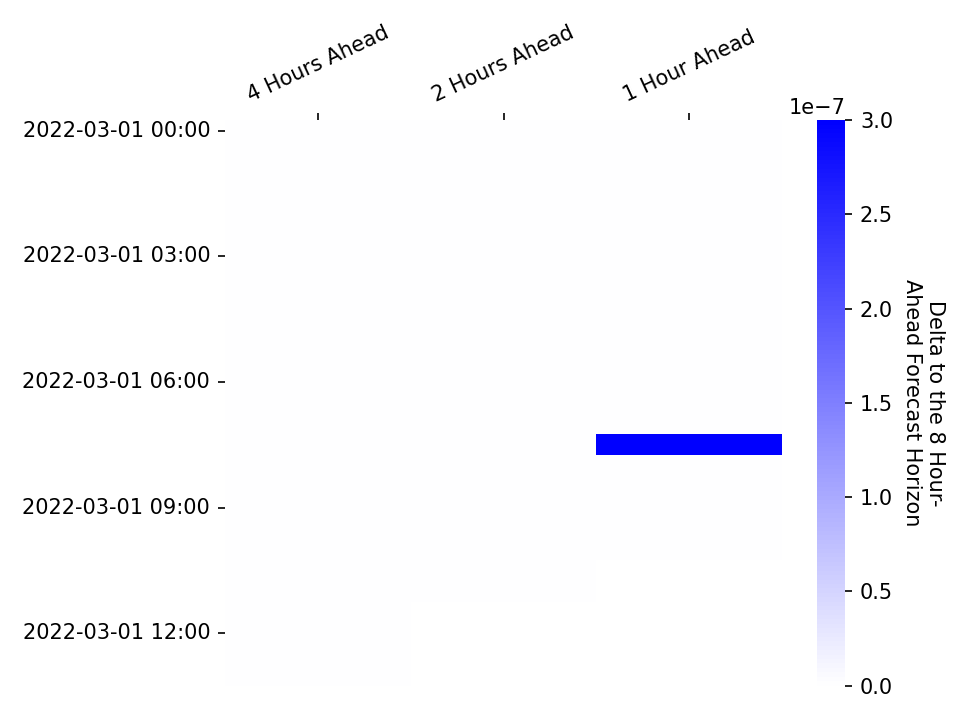 4 Hours Ahead
2 Hours Ahead
1 Hour Ahead
2022-03-01 00:00
2022-03-01 03:00
2022-03-01 06:00
2022-03-01 09:00
2022-03-01 12:00
1e−7
3.0
2.5
2.0
1.5
1.0
0.5
0.0
Delta to the 8 Hour-
Ahead Forecast Horizon